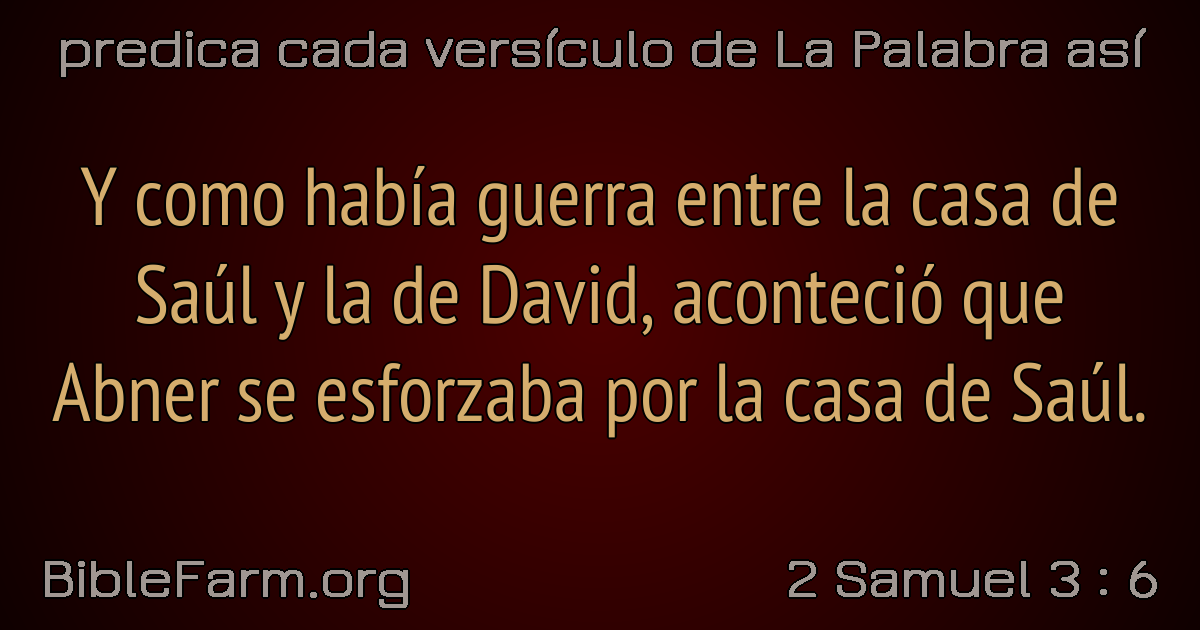 predica cada versículo de La Palabra así
Y como había guerra entre la casa de
Saúl y la de David, aconteció que
Abner se esforzaba por la casa de Saúl.
BibleFarm.org
2 Samuel 3 : 6